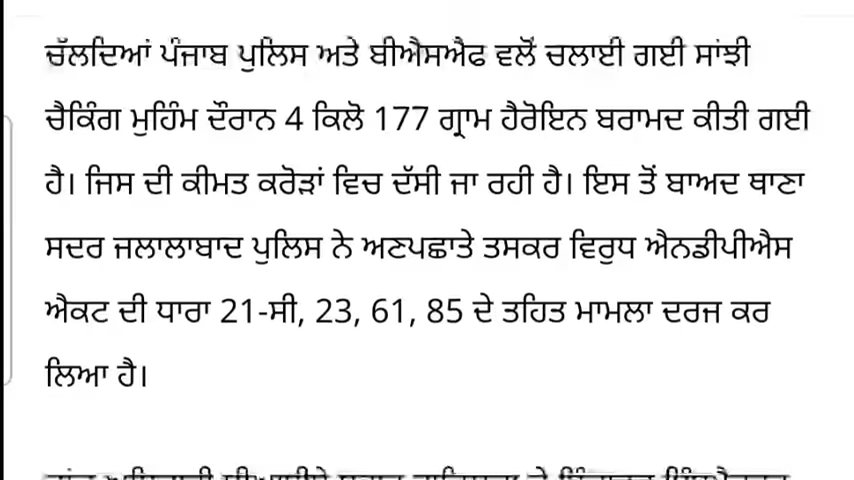 ਚੱਲਦਿਆਂ ਪੰਜਾਬ ਪੁਲਿਸ ਅਤੇ ਬੀਐਸਐਫ ਵਲੋਂ ਚਲਾਈ ਗਈ ਸਾਂਝੀ
ਚੈਕਿੰਗ ਮੁਹਿੰਮ ਦੌਰਾਨ 4 ਕਿਲੋ 177 ਗ੍ਰਾਮ ਹੈਰੋਇਨ ਬਰਾਮਦ ਕੀਤੀ ਗਈ
ਹੈ। ਜਿਸ ਦੀ ਕੀਮਤ ਕਰੋੜਾਂ ਵਿਚ ਦੱਸੀ ਜਾ ਰਹੀ ਹੈ। ਇਸ ਤੋਂ ਬਾਅਦ ਥਾਣਾ
ਸਦਰ ਜਲਾਲਾਬਾਦ ਪੁਲਿਸ ਨੇ ਅਣਪਛਾਤੇ ਤਸਕਰ ਵਿਰੁਧ ਐਨਡੀਪੀਐਸ
ਐਕਟ ਦੀ ਧਾਰਾ 21-ਸੀ, 23, 61, 85 ਦੇ ਤਹਿਤ ਮਾਮਲਾ ਦਰਜ ਕਰ
ਲਿਆ ਹੈ।